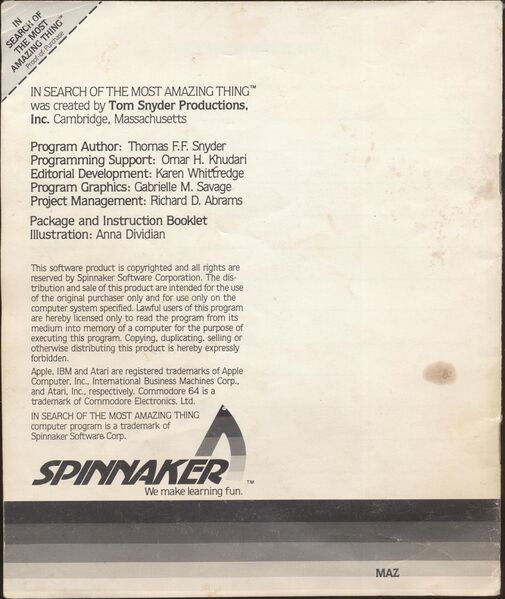 IN
SEARCH OF
THE MOST
AMAZING THING™
Proof-of-Purchase
IN SEARCH OF THE MOST AMAZING THING™
was created by Tom Snyder Productions,
Inc. Cambridge, Massachusetts
Program Author: Thomas F.F. Snyder
Programming Support: Omar H. Khudari
Editorial Development: Karen Whittredge
Program Graphics: Gabrielle M. Savage
Project Management: Richard D. Abrams
Package and Instruction Booklet
Illustration: Anna Dividian
This software product is copyrighted and all rights are
reserved by Spinnaker Software Corporation. The dis-
tribution and sale of this product are intended for the use
of the original purchaser only and for use only on the
computer system specified. Lawful users of this program
are hereby licensed only to read the program from its
medium into memory of a computer for the purpose of
executing this program. Copying, duplicating, selling or
otherwise distributing this product is hereby expressly
forbidden.
Apple, IBM and Atari are registered trademarks of Apple
Computer, Inc., International Business Machines Corp.,
and Atari, Inc., respectively. Commodore 64 is a
trademark of Commodore Electronics, Ltd.
IN SEARCH OF THE MOST AMAZING THING
computer program is a trademark of
Spinnaker Software Corp.
SPINNAKER™
We make learning fun.
MAZ